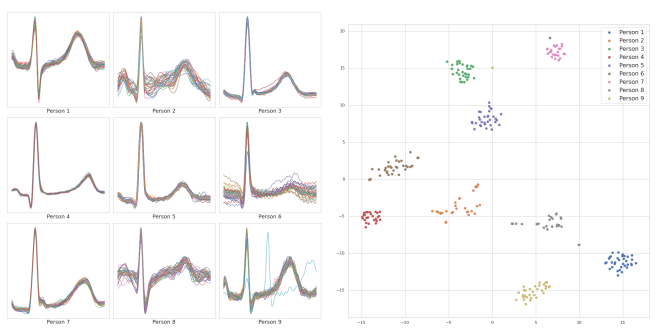 Person 1
Person 2
Person 3
Person 4
Person 5
Person 6
Person 7
Person 8
Person 9
20
15
10
5
0
−5
−10
−15
−15
−10
−5
0
5
10
15
Person 1
Person 2
Person 3
Person 4
Person 5
Person 6
Person 7
Person 8
Person 9